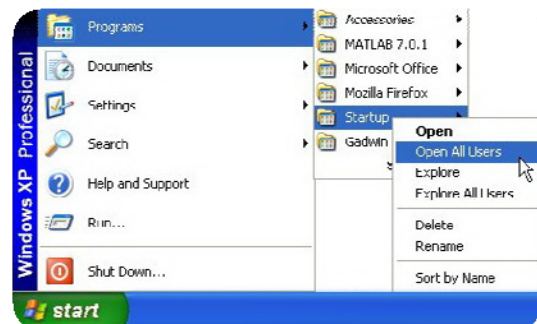 Windows XP Professional
Programs
Documents
Settings
Search
Help and Support
Run...
Shut Down...
start
Accessories
MATLAB 7.0.1
Microsoft Office
Mozilla Firefox
Startup
Gadwin
Open
Open All Users
Explore
Explore All Users
Delete
Rename
Sort by Name